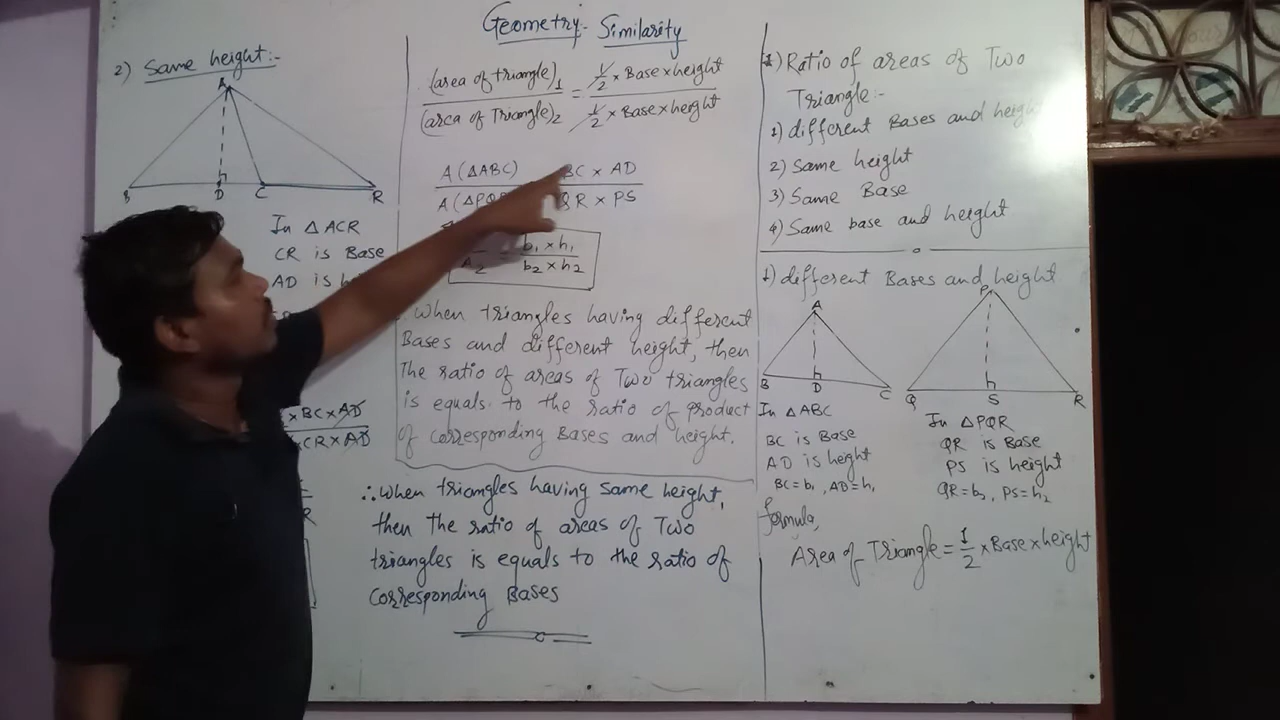 Geometry:- Similarity
2) Same height:-
A
B D C R
In △ACR
CR is Base
AD is
× BC × AD
× CR × AD
(area of triangle)1 / (area of Triangle)2 = 1/2 × Base × height / 1/2 × Base × height
A (△ABC) BC × AD
A (△PQ QR × PS
A2 = b1 × h1 / b2 × h2
When triangles having different
Bases and different height, then
The ratio of areas of Two triangles
is equals to the ratio of product
of corresponding Bases and height.
∴ When triangles having same height,
then the ratio of areas of Two
triangles is equals to the ratio of
corresponding Bases
1) Ratio of areas of Two
Triangle:-
1) different Bases and height
2) Same height
3) Same Base
4) Same base and height
1) different Bases and height
A
B D C
P
Q S R
In △ABC
BC is Base
AD is height
BC = b1, AD = h1
In △PQR
QR is Base
PS is height
QR = b2, PS = h2
formula,
Area of Triangle = 1/2 × Base × height